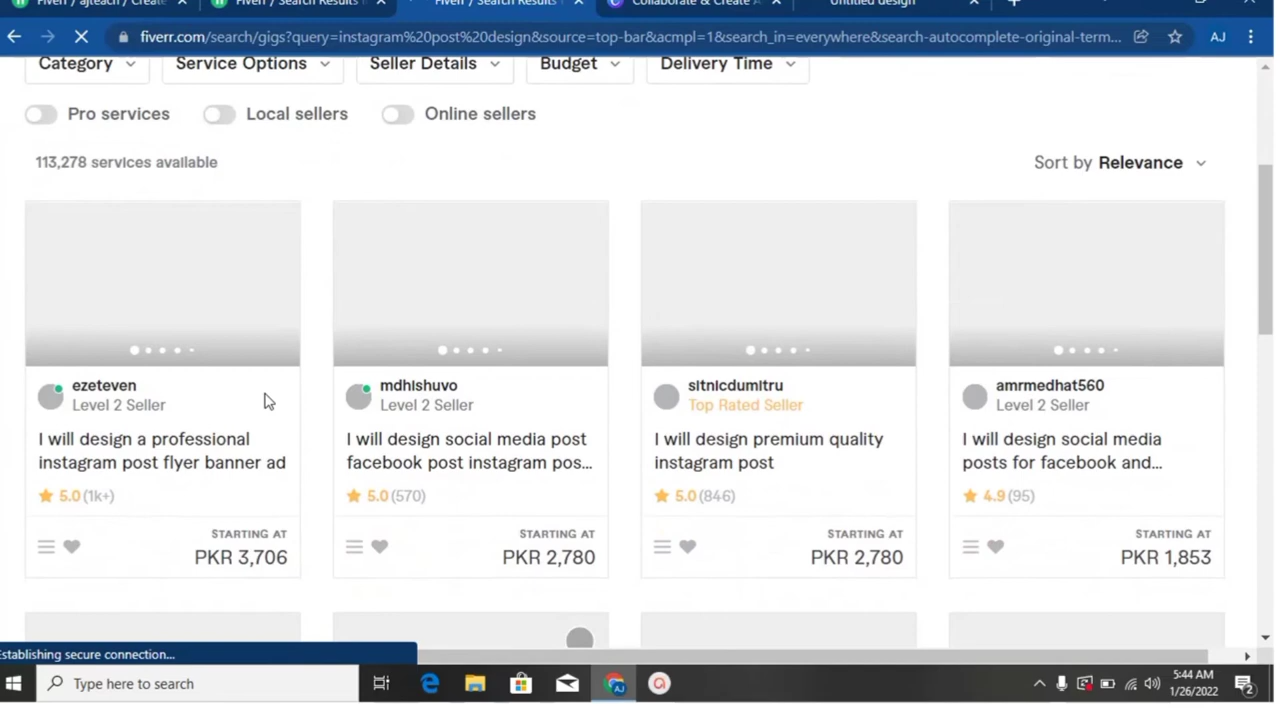 Fiverr / ajteach / Create
Fiverr / Search Results
Fiverr / Search Results
Collaborate & Create
Untitled design
fiverr.com/search/gigs?query=instagram%20post%20design&source=top-bar&acmpl=1&search_in=everywhere&search-autocomplete-original-term...
AJ
Category
Service Options
Seller Details
Budget
Delivery Time
Pro services
Local sellers
Online sellers
113,278 services available
Sort by Relevance
ezeteven
Level 2 Seller
I will design a professional
instagram post flyer banner ad
5.0 (1k+)
STARTING AT
PKR 3,706
mdhishuvo
Level 2 Seller
I will design social media post
facebook post instagram pos...
5.0 (570)
STARTING AT
PKR 2,780
sitnicdumitru
Top Rated Seller
I will design premium quality
instagram post
5.0 (846)
STARTING AT
PKR 2,780
amrmedhat560
Level 2 Seller
I will design social media
posts for facebook and...
4.9 (95)
STARTING AT
PKR 1,853
Establishing secure connection...
Type here to search
AJ
5:44 AM
1/26/2022
2